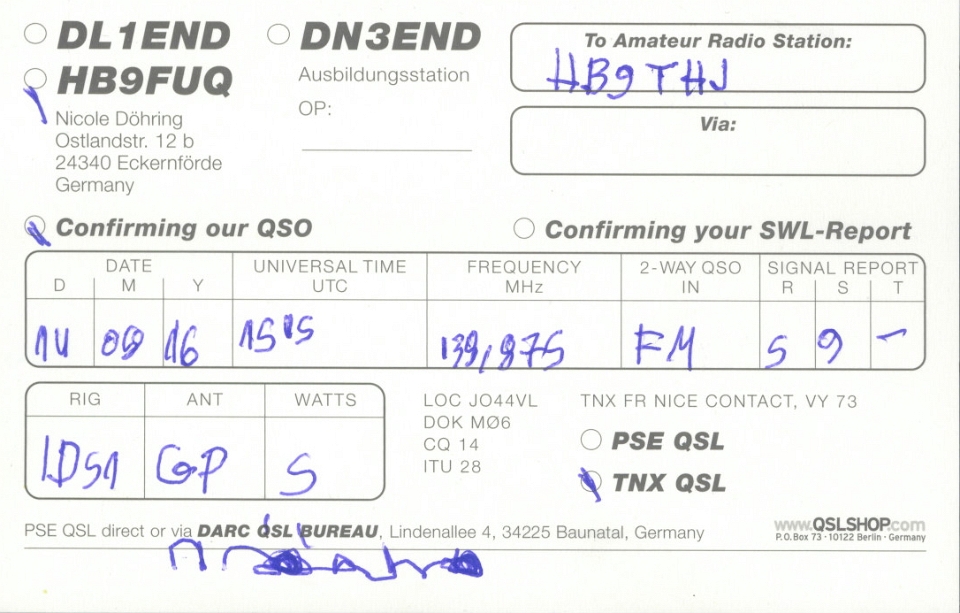 DL1END
DN3END
HB9FUQ
Ausbildungsstation
OP:
Nicole Döhring
Ostlandstr. 12 b
24340 Eckernförde
Germany
To Amateur Radio Station:
HB9THJ
Via:
Confirming our QSO
Confirming your SWL-Report
DATE UNIVERSAL TIME FREQUENCY 2-WAY QSO SIGNAL REPORT
D M Y UTC MHz IN R S T
14 09 16 15 15 139,875 FM 5 9 -
RIG ANT WATTS
ID51 GP 5
LOC JO44VL
DOK MØ6
CQ 14
ITU 28
TNX FR NICE CONTACT, VY 73
PSE QSL
TNX QSL
PSE QSL direct or via DARC QSL BUREAU, Lindenallee 4, 34225 Baunatal, Germany
www.QSLSHOP.com
P.O. Box 73 · 10122 Berlin · Germany